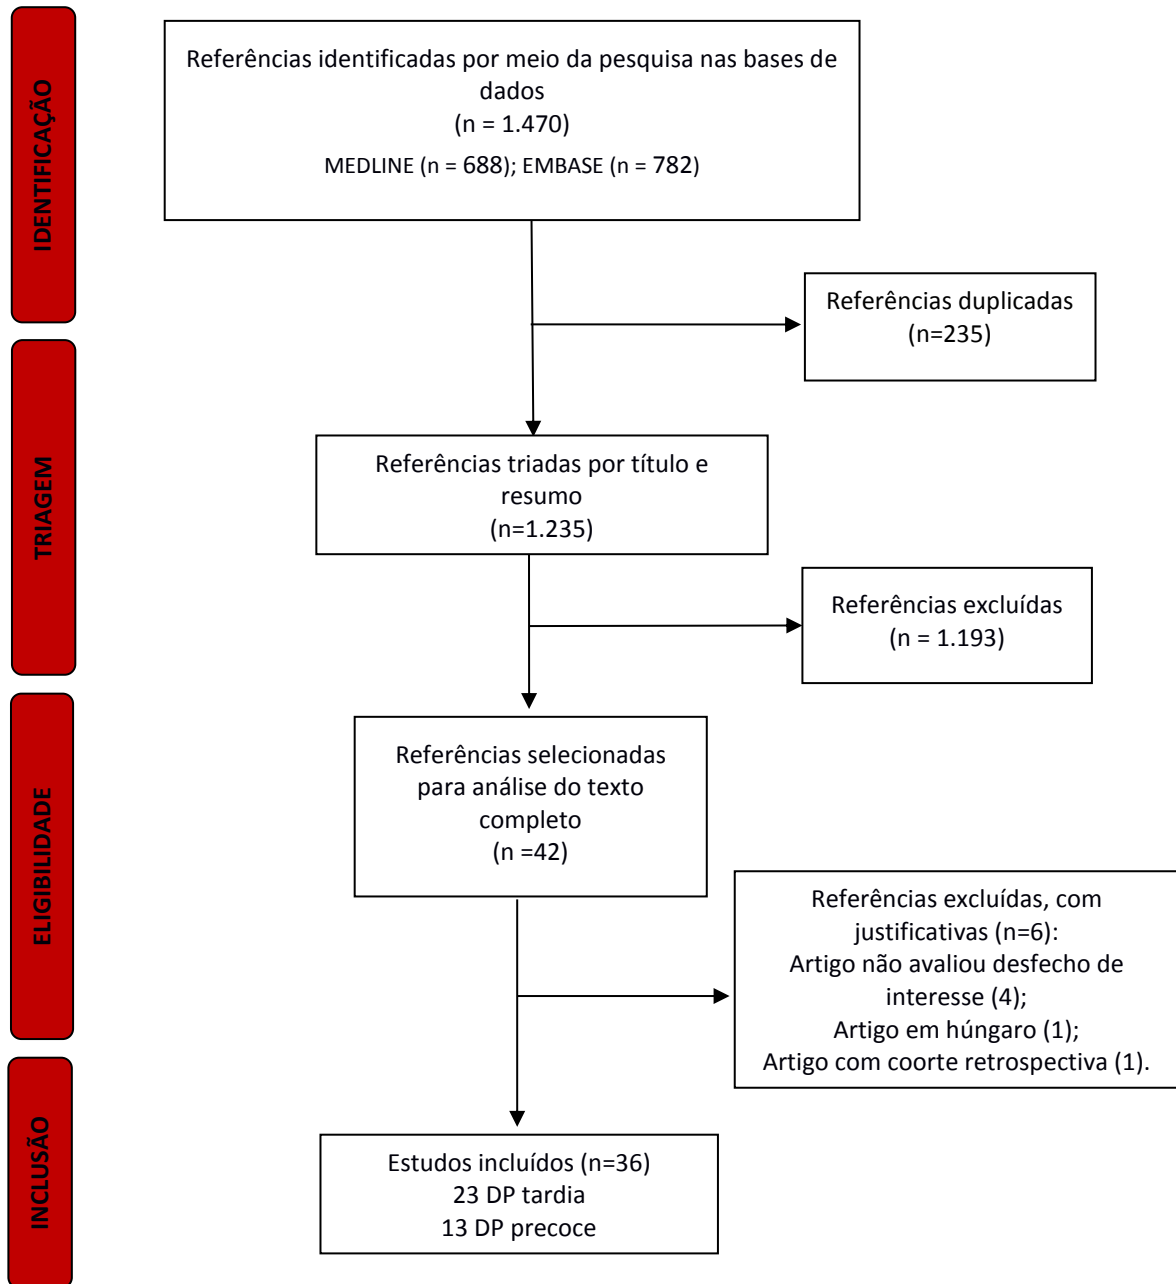 IDENTIFICAÇÃO
Referências identificadas por meio da pesquisa nas bases de
dados
(n = 1.470)
MEDLINE (n = 688); EMBASE (n = 782)
Referências duplicadas
(n=235)
TRIAGEM
Referências triadas por título e
resumo
(n=1.235)
Referências excluídas
(n = 1.193)
ELIGIBILIDADE
Referências selecionadas
para análise do texto
completo
(n =42)
Referências excluídas, com
justificativas (n=6):
Artigo não avaliou desfecho de
interesse (4);
Artigo em húngaro (1);
Artigo com coorte retrospectiva (1).
INCLUSÃO
Estudos incluídos (n=36)
23 DP tardia
13 DP precoce